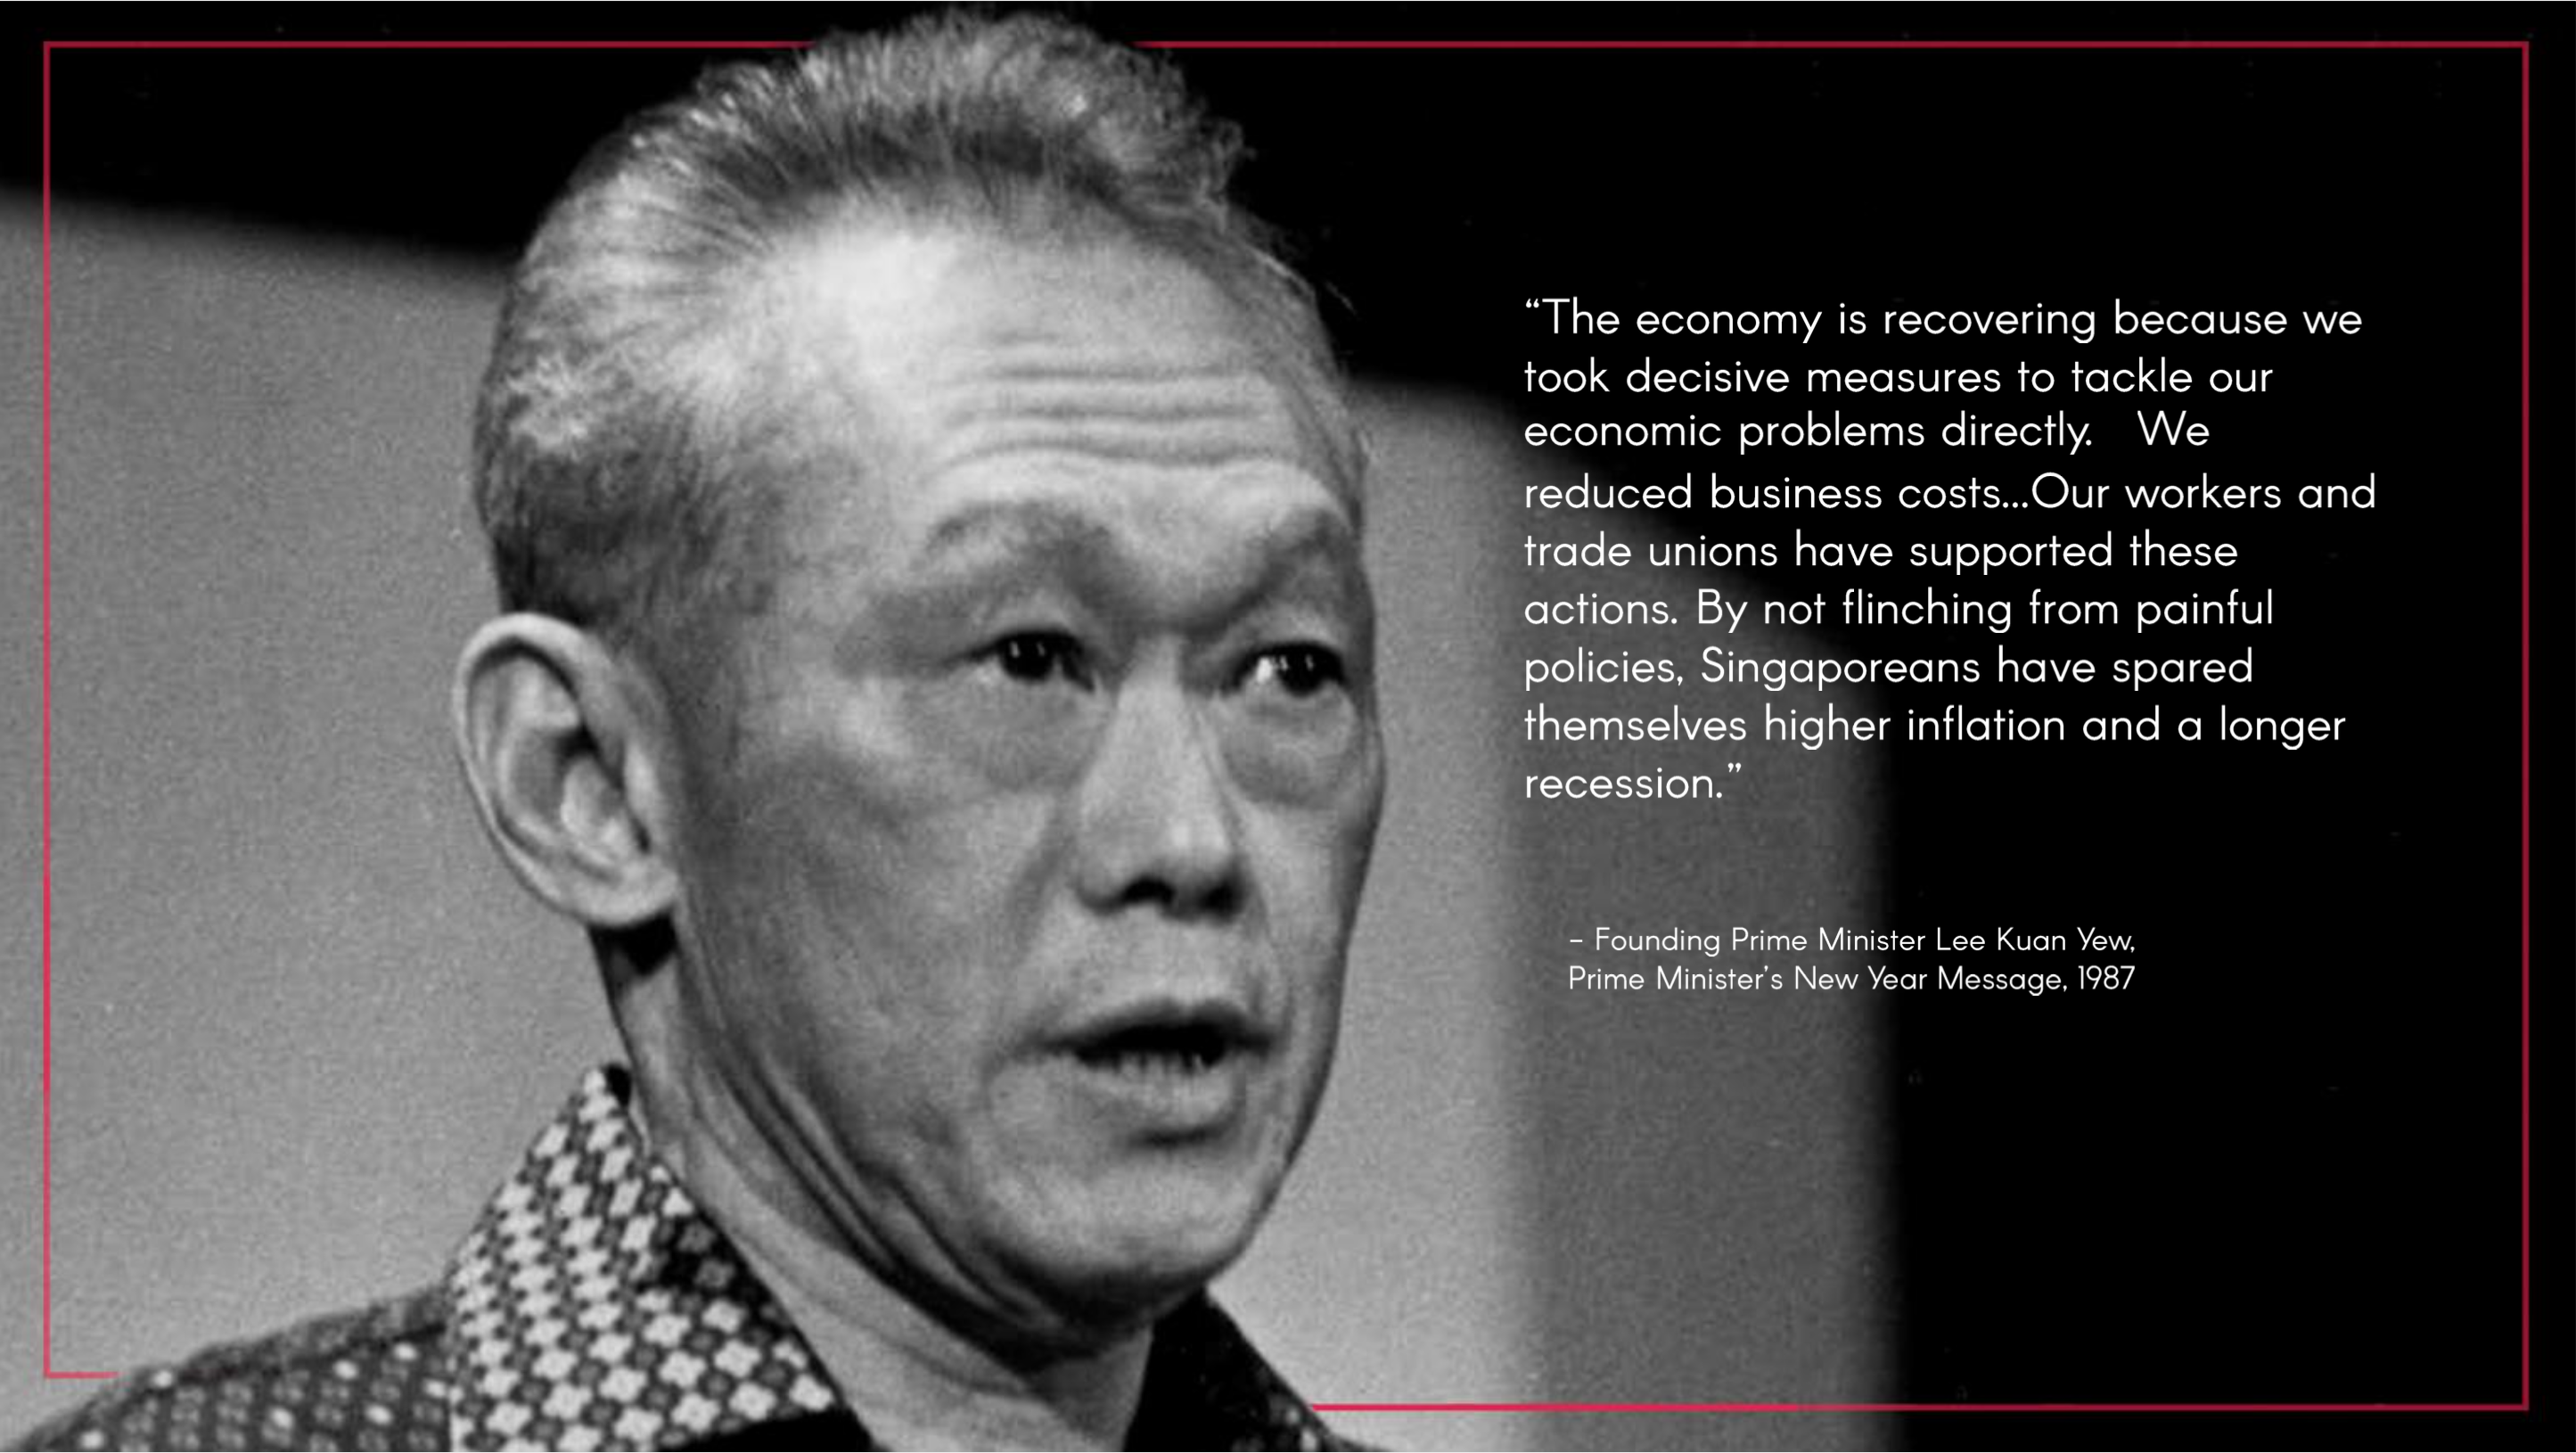 “The economy is recovering because we
took decisive measures to tackle our
economic problems directly.   We
reduced business costs...Our workers and
trade unions have supported these
actions. By not flinching from painful
policies, Singaporeans have spared
themselves higher inflation and a longer
recession.”
– Founding Prime Minister Lee Kuan Yew,
Prime Minister’s New Year Message, 1987